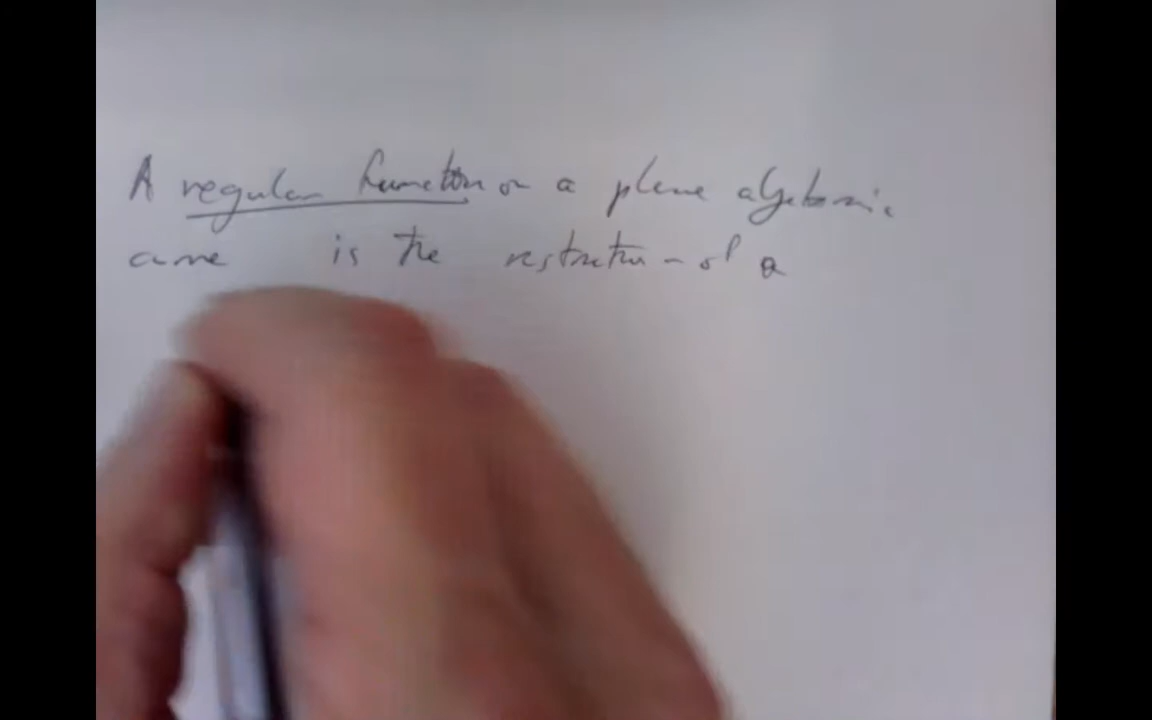 A regular function on a plane algebraic
curve is the restriction of a